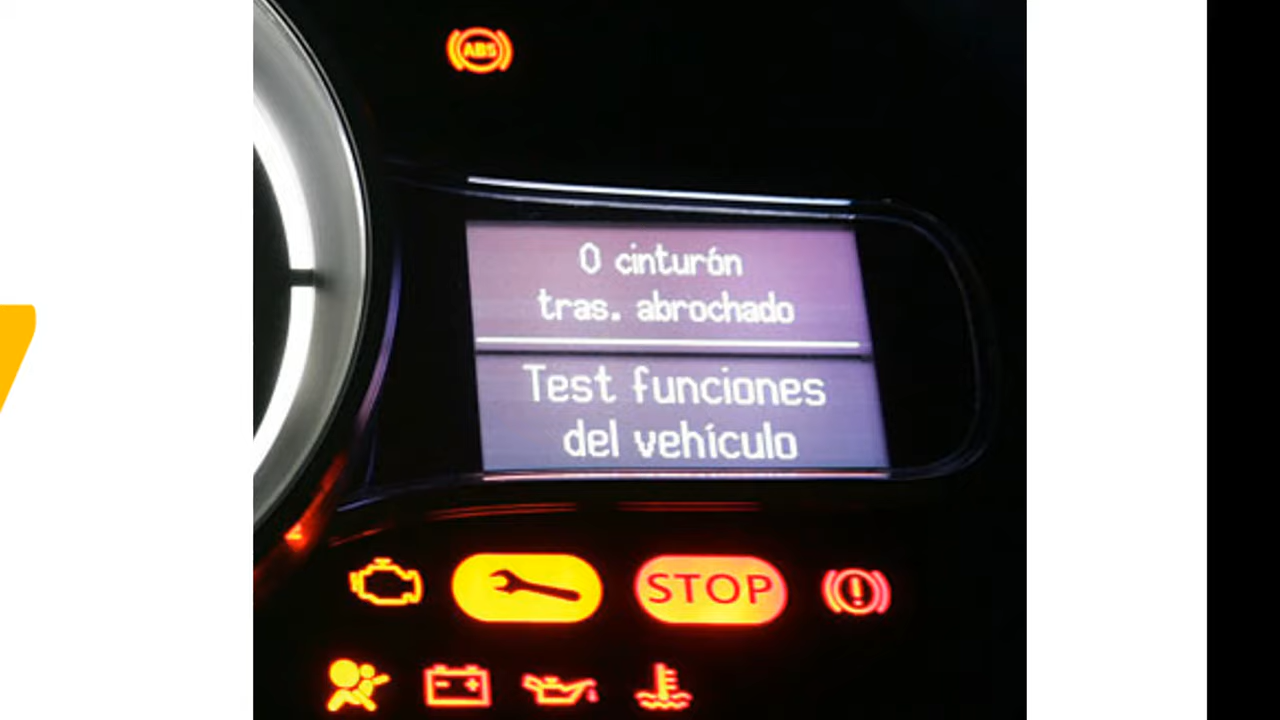 ABS
0 cinturón
tras. abrochado
Test funciones
del vehículo
STOP